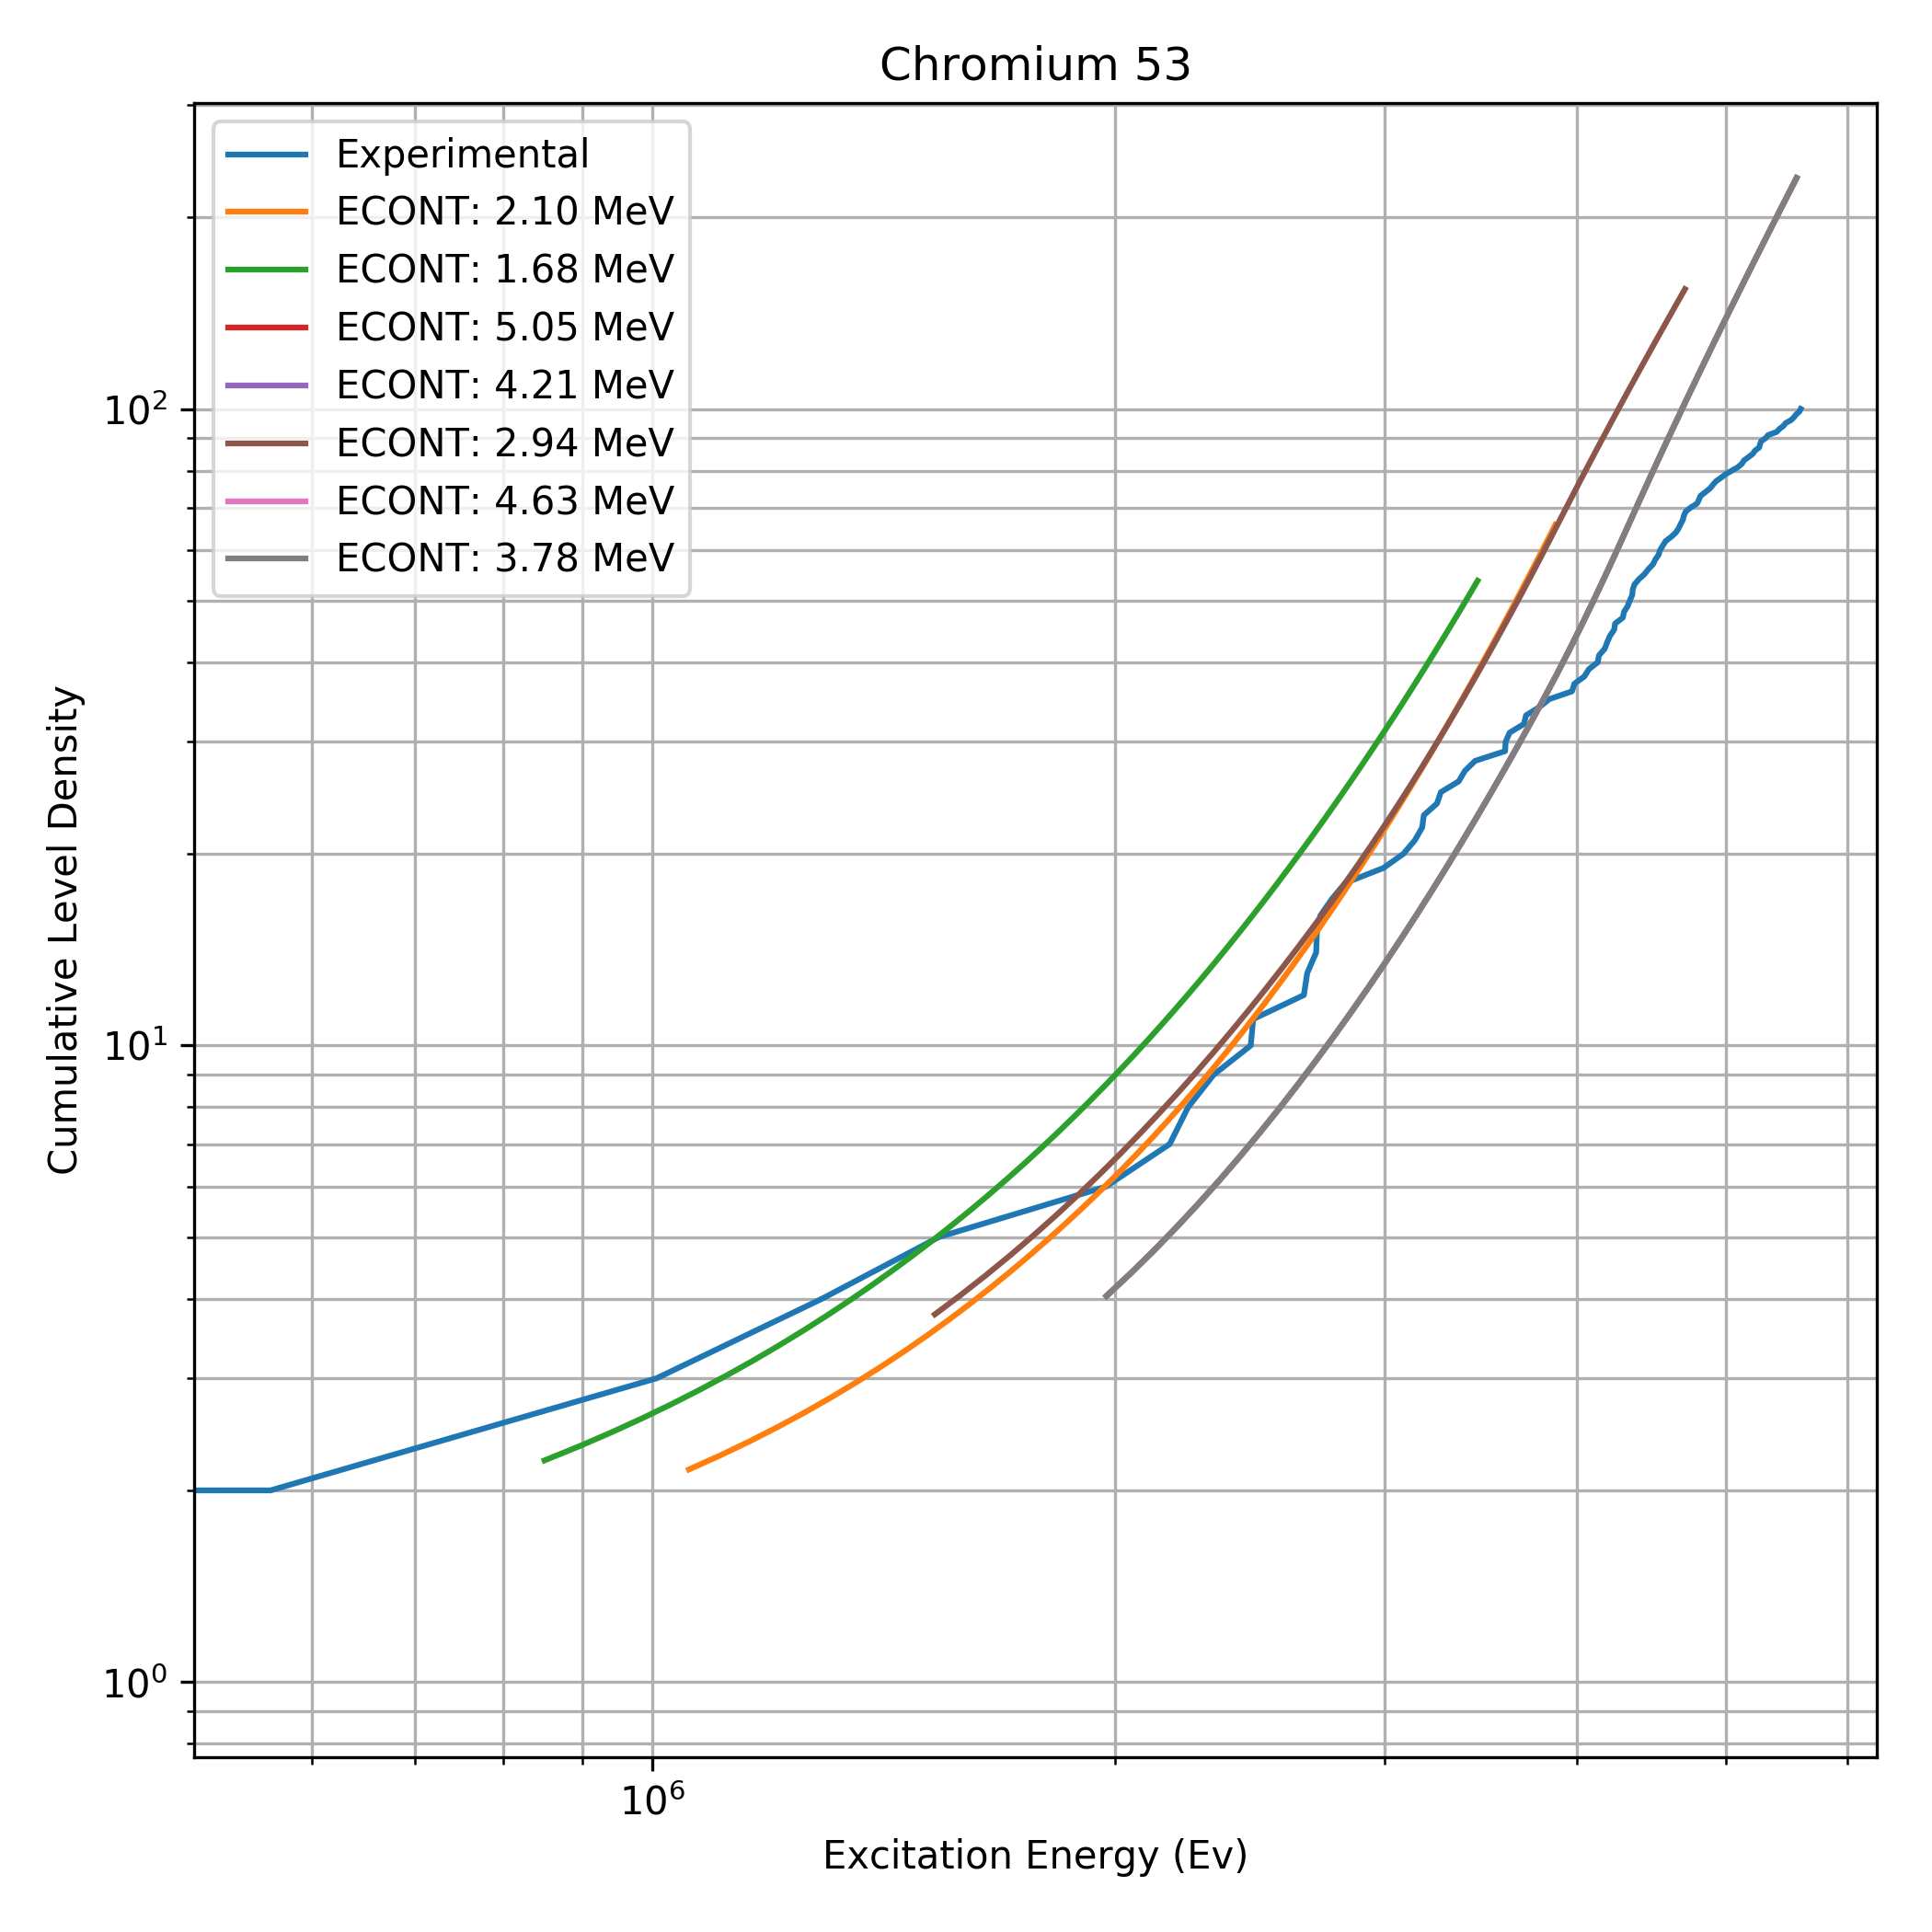 Chromium 53
Experimental
ECONT: 2.10 MeV
ECONT: 1.68 MeV
ECONT: 5.05 MeV
ECONT: 4.21 MeV
ECONT: 2.94 MeV
ECONT: 4.63 MeV
ECONT: 3.78 MeV
Cumulative Level Density
10²
10¹
10⁰
10⁶
Excitation Energy (Ev)